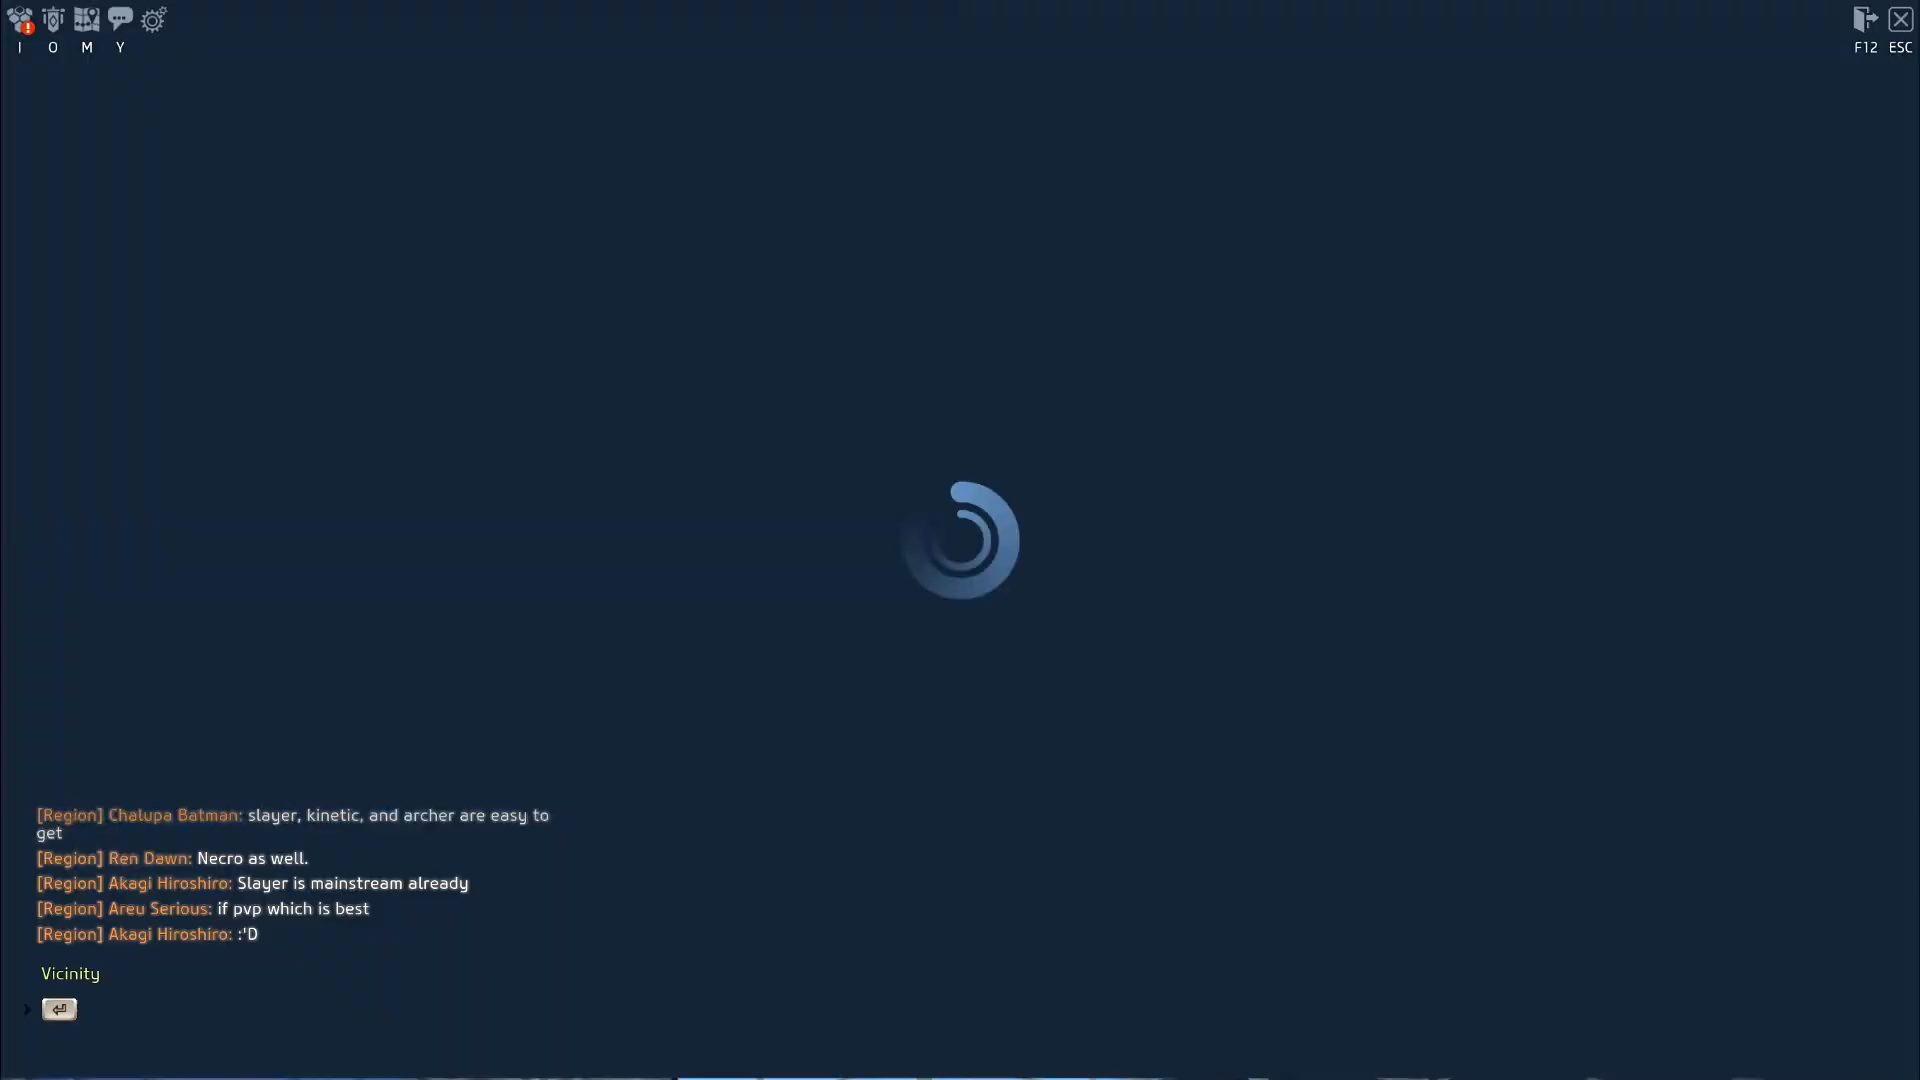 I O M Y
F12 ESC
[Region] Chalupa Batman: slayer, kinetic, and archer are easy to
get
[Region] Ren Dawn: Necro as well.
[Region] Akagi Hiroshiro: Slayer is mainstream already
[Region] Areu Serious: if pvp which is best
[Region] Akagi Hiroshiro: :'D
Vicinity